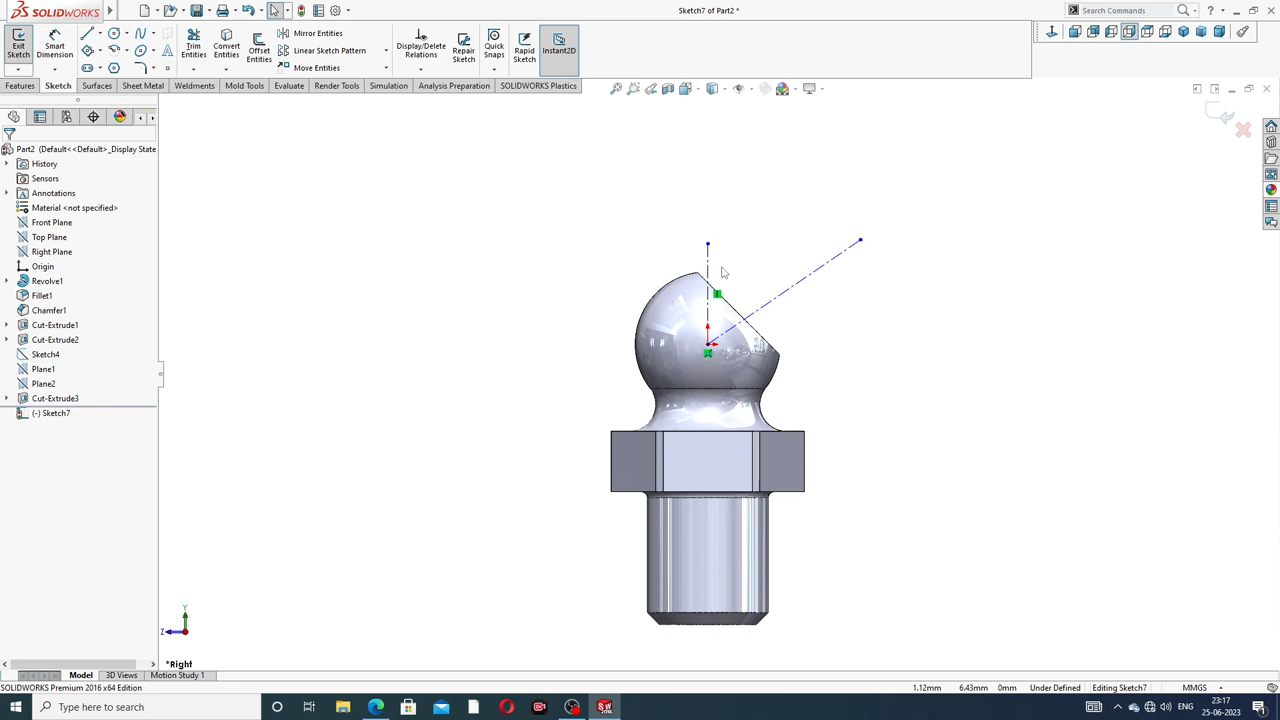 SOLIDWORKS
Sketch7 of Part2 *
Search Commands
Exit Sketch
Smart Dimension
Trim Entities
Convert Entities
Offset Entities
Mirror Entities
Linear Sketch Pattern
Move Entities
Display/Delete Relations
Repair Sketch
Quick Snaps
Rapid Sketch
Instant2D
Features
Sketch
Surfaces
Sheet Metal
Weldments
Mold Tools
Evaluate
Render Tools
Simulation
Analysis Preparation
SOLIDWORKS Plastics
Part2 (Default<<Default>_Display State
History
Sensors
Annotations
Material <not specified>
Front Plane
Top Plane
Right Plane
Origin
Revolve1
Fillet1
Chamfer1
Cut-Extrude1
Cut-Extrude2
Sketch4
Plane1
Plane2
Cut-Extrude3
(-) Sketch7
Y
Z
*Right
Model
3D Views
Motion Study 1
SOLIDWORKS Premium 2016 x64 Edition
1.12mm
6.43mm
0mm
Under Defined
Editing Sketch7
MMGS
Type here to search
ENG
23:17
25-06-2023